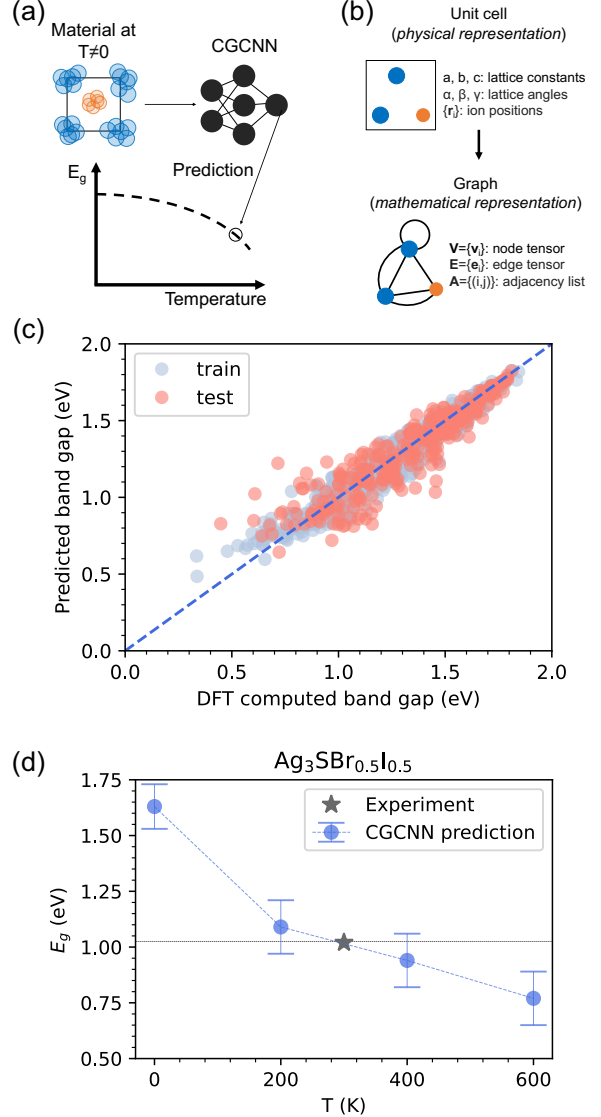 (a)
Material at
T≠0
CGCNN
Prediction
E_g
Temperature
(b)
Unit cell
(physical representation)
a, b, c: lattice constants
α, β, γ: lattice angles
{r_i}: ion positions
Graph
(mathematical representation)
V={v_i}: node tensor
E={e_i}: edge tensor
A={(i,j)}: adjacency list
(c)
2.0
1.5
1.0
0.5
0.0
Predicted band gap (eV)
train
test
0.0 0.5 1.0 1.5 2.0
DFT computed band gap (eV)
(d)
Ag₃SBr₀.₅I₀.₅
1.75
1.50
1.25
1.00
0.75
0.50
E_g (eV)
Experiment
CGCNN prediction
0 200 400 600
T (K)